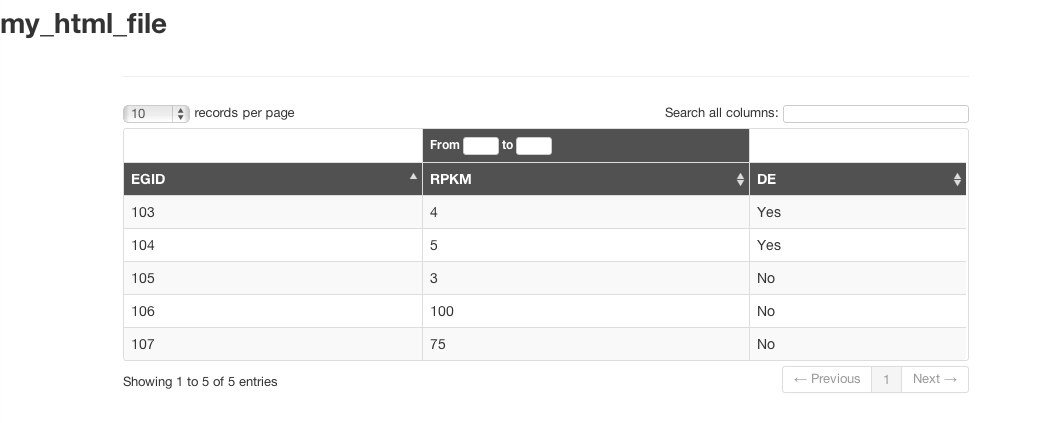 my_html_file
10 records per page Search all columns:
From to
EGID RPKM DE
103 4 Yes
104 5 Yes
105 3 No
106 100 No
107 75 No
Showing 1 to 5 of 5 entries ← Previous 1 Next →